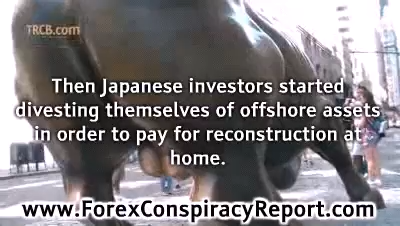 TRCB.com
Then Japanese investors started
divesting themselves of offshore assets
in order to pay for reconstruction at
home.
www.ForexConspiracyReport.com